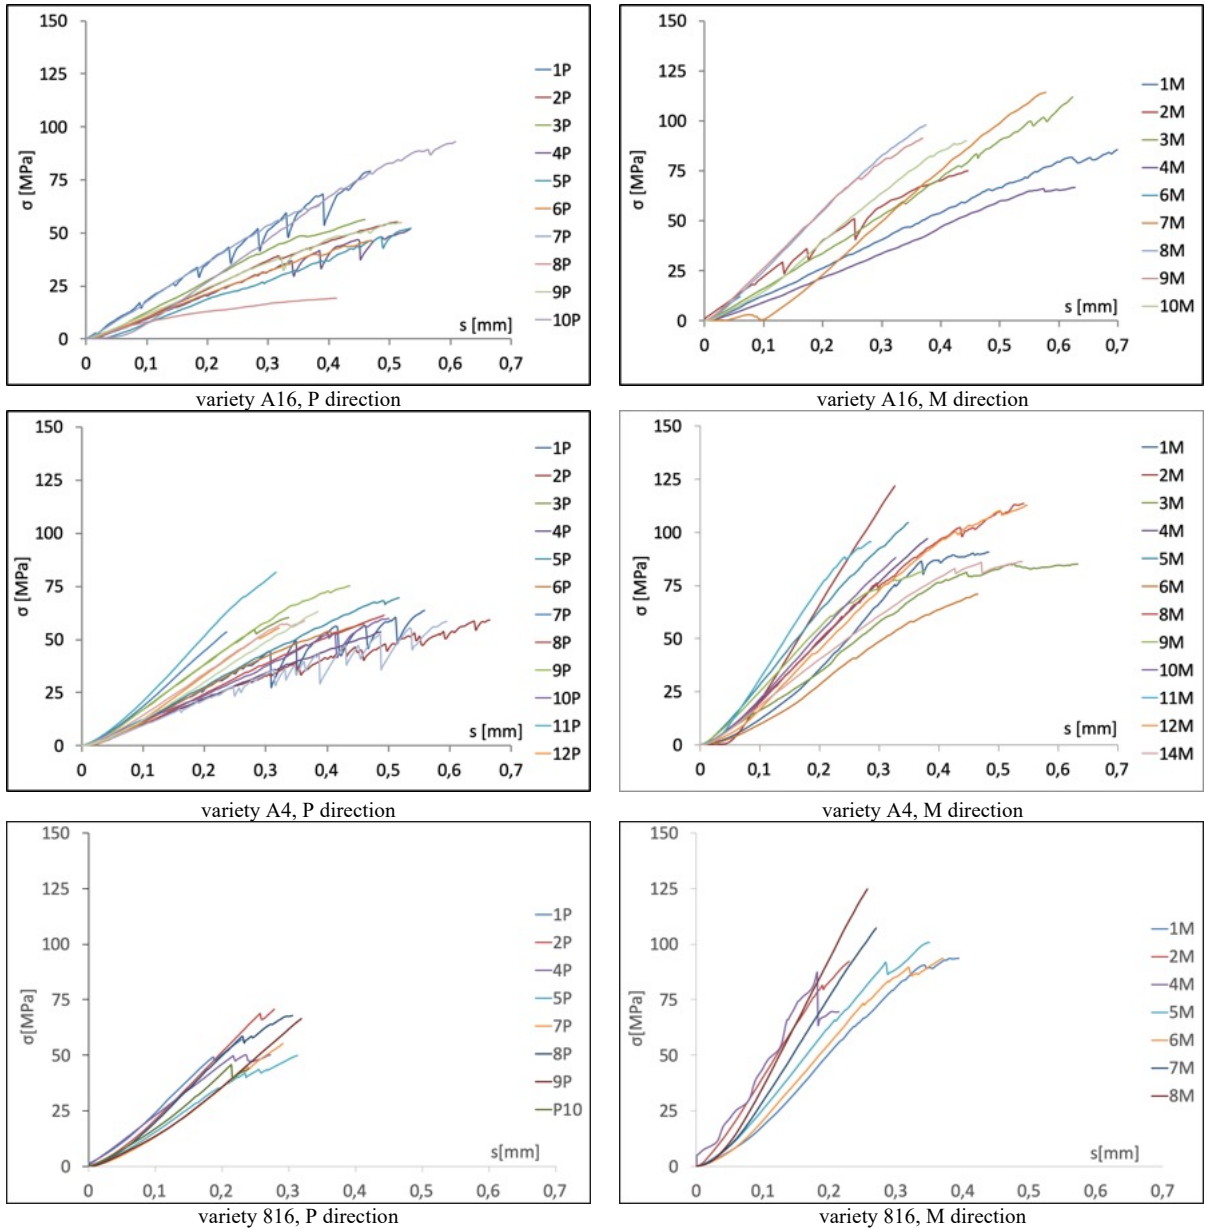 150
125
100
75
50
25
0
σ [MPa]
s [mm]
0 0,1 0,2 0,3 0,4 0,5 0,6 0,7
1P
2P
3P
4P
5P
6P
7P
8P
9P
10P
variety A16, P direction
150
125
100
75
50
25
0
σ [MPa]
s [mm]
0 0,1 0,2 0,3 0,4 0,5 0,6 0,7
1M
2M
3M
4M
6M
7M
8M
9M
10M
variety A16, M direction
150
125
100
75
50
25
0
σ [MPa]
s [mm]
0 0,1 0,2 0,3 0,4 0,5 0,6 0,7
1P
2P
3P
4P
5P
6P
7P
8P
9P
10P
11P
12P
variety A4, P direction
150
125
100
75
50
25
0
σ [MPa]
s [mm]
0 0,1 0,2 0,3 0,4 0,5 0,6 0,7
1M
2M
3M
4M
5M
6M
8M
9M
10M
11M
12M
14M
variety A4, M direction
150
125
100
75
50
25
0
σ[MPa]
s[mm]
0 0,1 0,2 0,3 0,4 0,5 0,6 0,7
1P
2P
4P
5P
7P
8P
9P
P10
variety 816, P direction
150
125
100
75
50
25
0
σ[MPa]
s[mm]
0 0,1 0,2 0,3 0,4 0,5 0,6 0,7
1M
2M
4M
5M
6M
7M
8M
variety 816, M direction